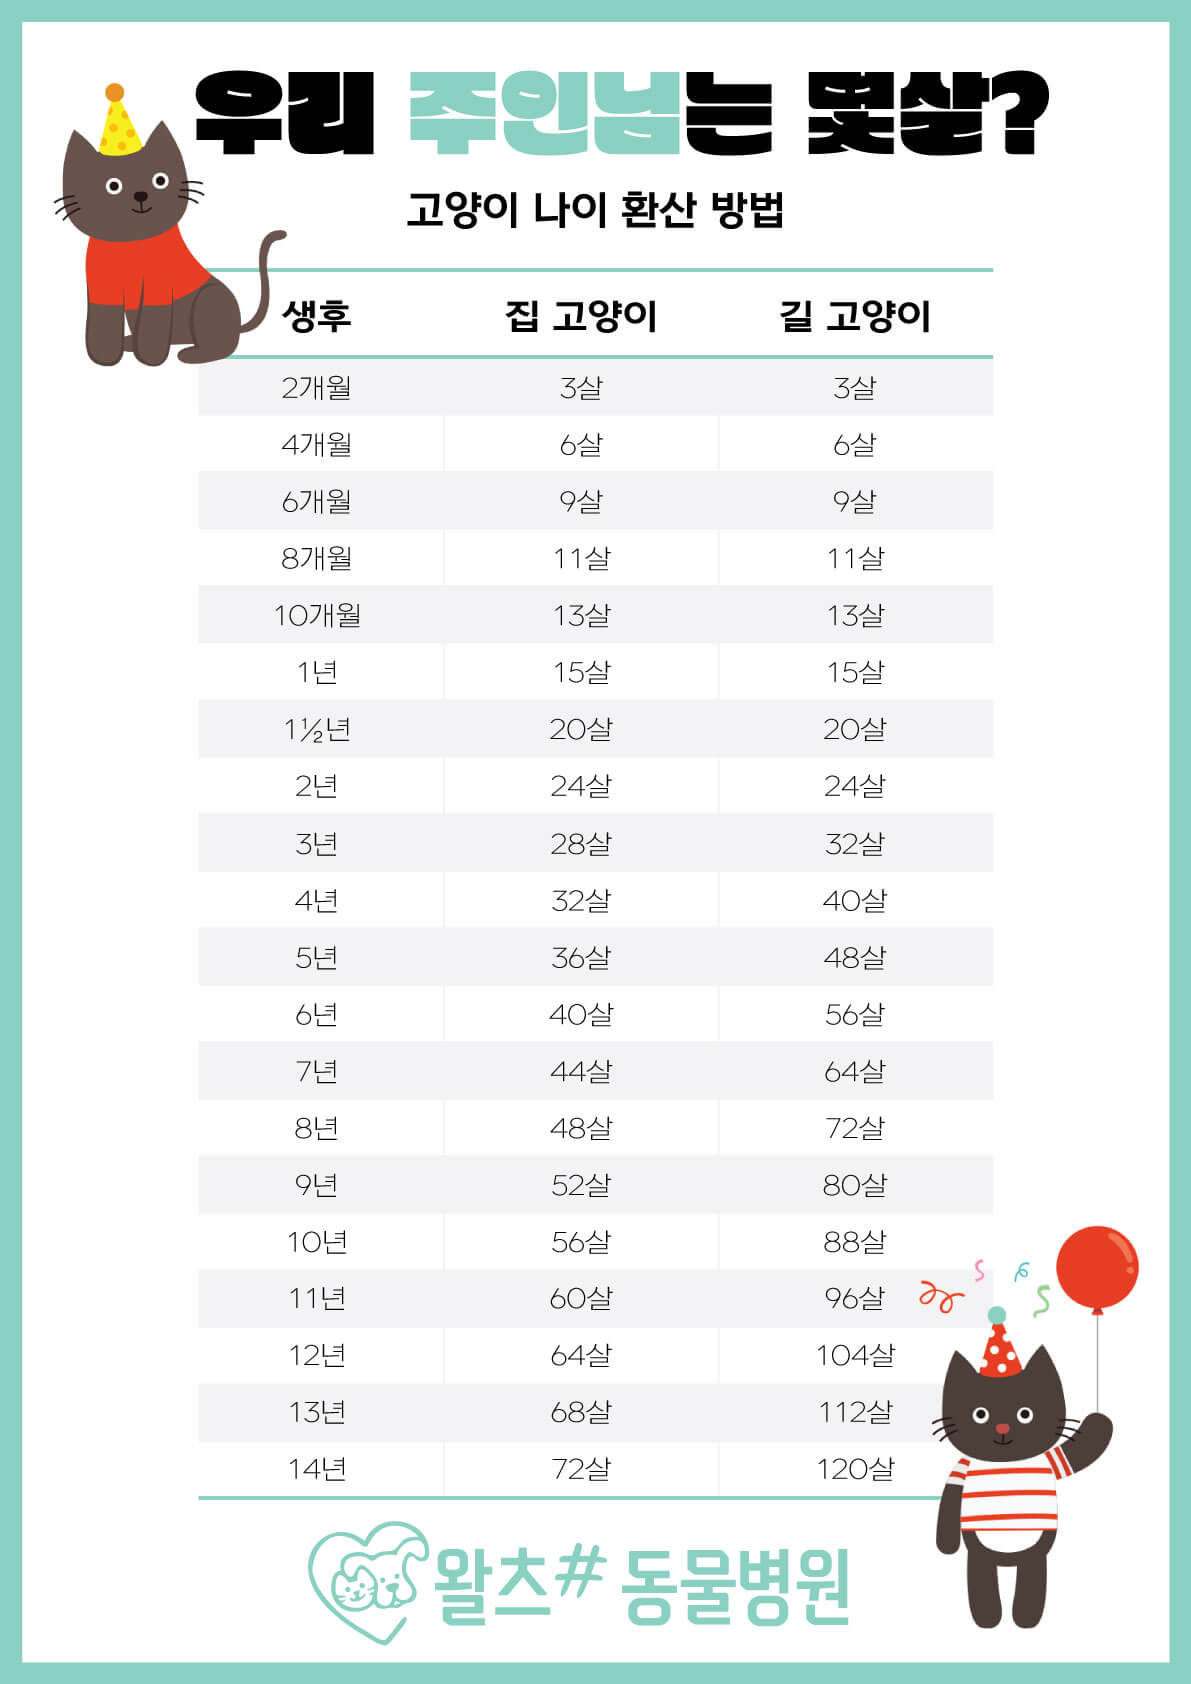 우리 주인님는 몇살?
고양이 나이 환산 방법
생후 집 고양이 길 고양이
2개월 3살 3살
4개월 6살 6살
6개월 9살 9살
8개월 11살 11살
10개월 13살 13살
1년 15살 15살
1½년 20살 20살
2년 24살 24살
3년 28살 32살
4년 32살 40살
5년 36살 48살
6년 40살 56살
7년 44살 64살
8년 48살 72살
9년 52살 80살
10년 56살 88살
11년 60살 96살
12년 64살 104살
13년 68살 112살
14년 72살 120살
왈츠# 동물병원